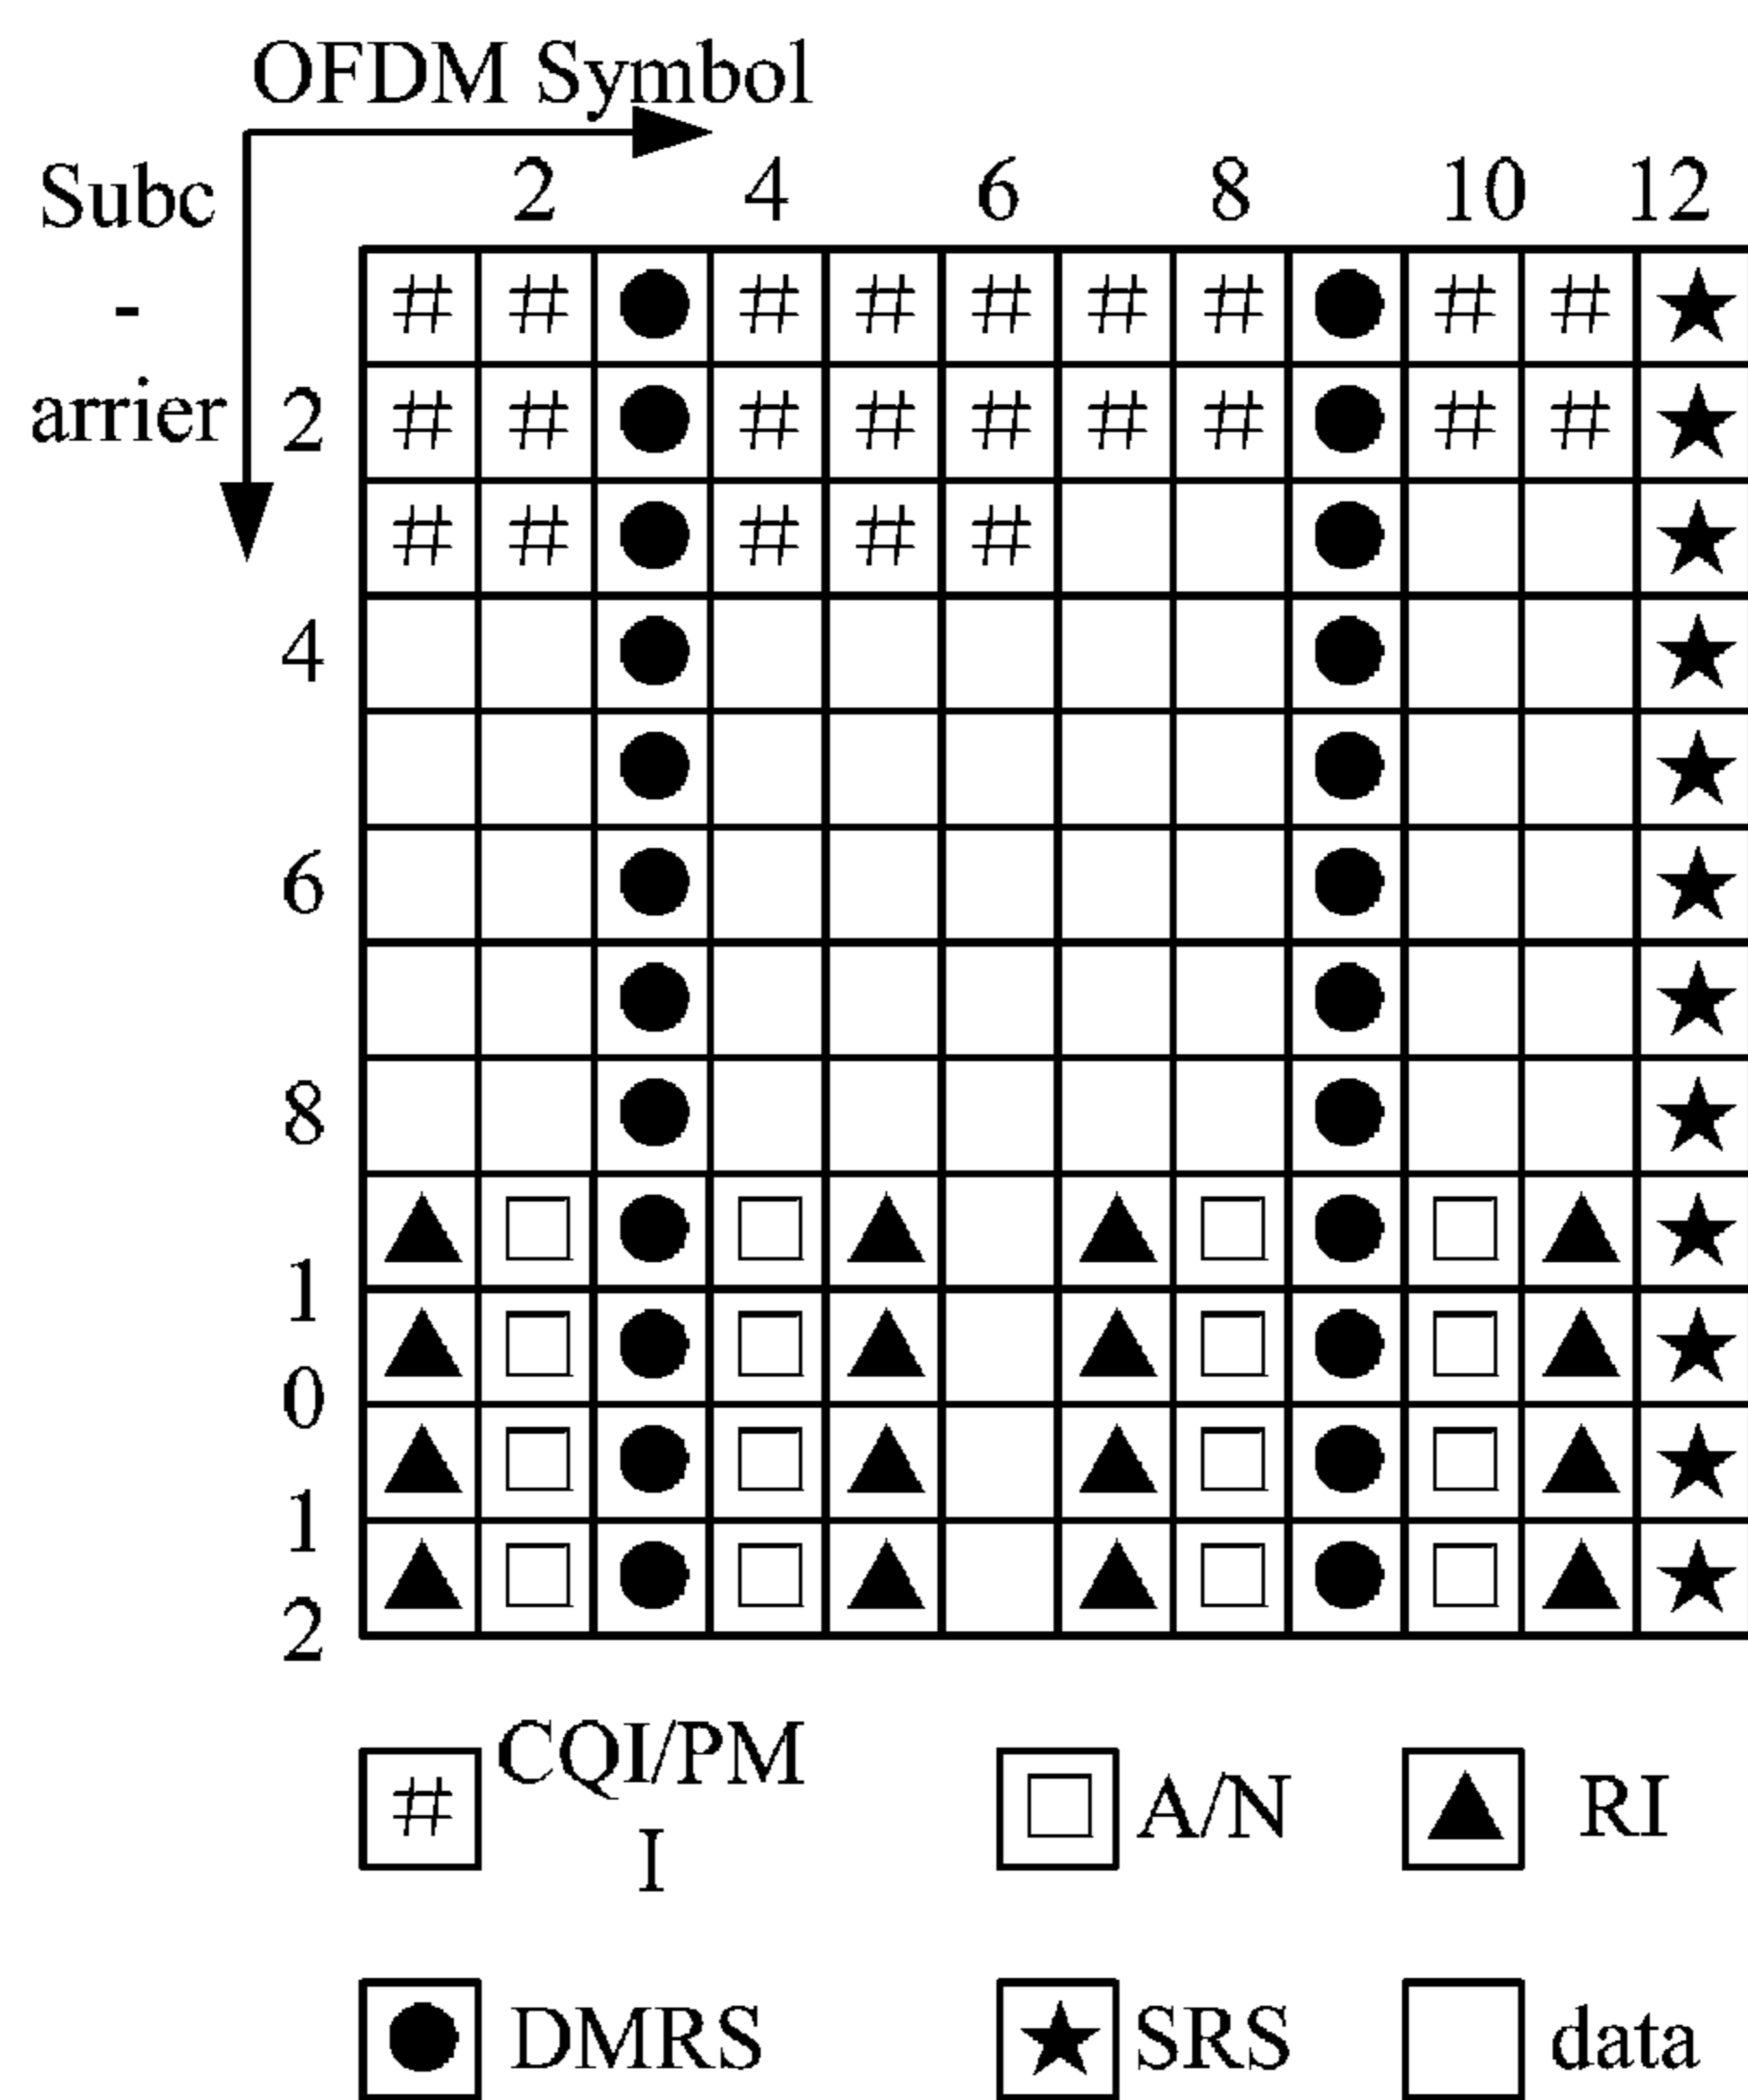 OFDM Symbol
Subc
-
arrier
2 4 6 8 10 12
# # # # # # # # #
2 # # # # # # # # #
# # # # #
4
6
8
1
0
1
2
# CQI/PM
I
A/N
RI
DMRS
SRS
data